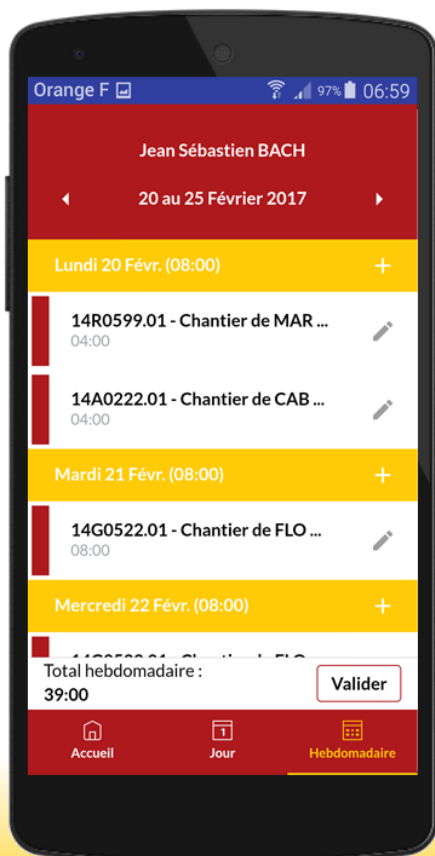 Orange F 97% 06:59
Jean Sébastien BACH
20 au 25 Février 2017
Lundi 20 Févr. (08:00)
14R0599.01 - Chantier de MAR ...
04:00
14A0222.01 - Chantier de CAB ...
04:00
Mardi 21 Févr. (08:00)
14G0522.01 - Chantier de FLO ...
08:00
Mercredi 22 Févr. (08:00)
Total hebdomadaire :
39:00
Valider
1
Accueil Jour Hebdomadaire